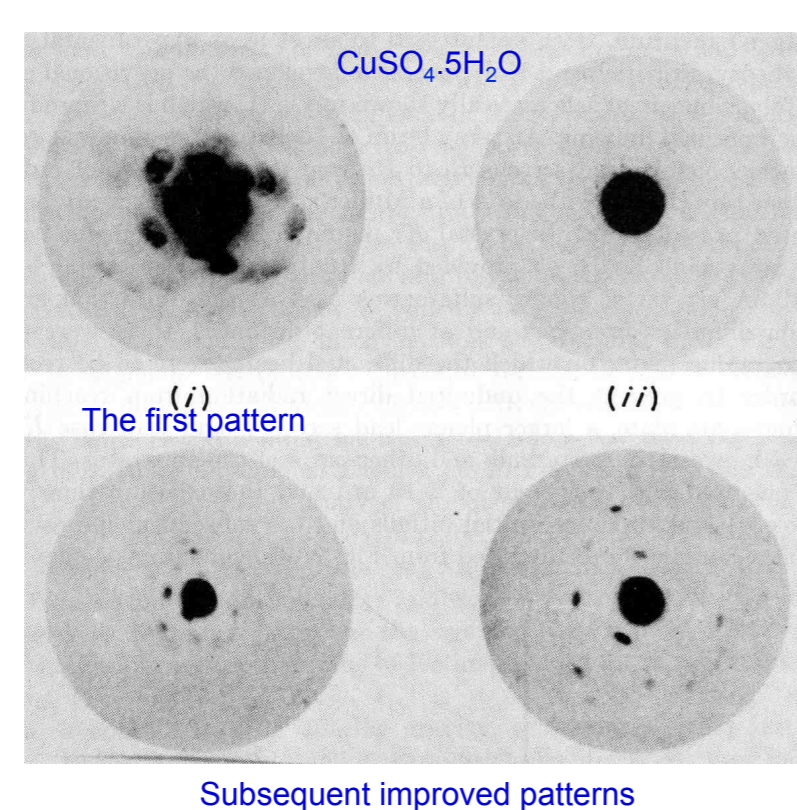 CuSO₄.5H₂O
(i) (ii)
The first pattern
Subsequent improved patterns